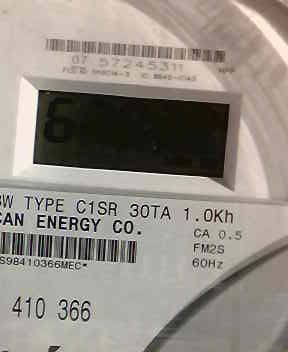 07 57245311
6
3W TYPE C1SR 30TA 1.0Kh
CAN ENERGY CO.
CA 0.5
FM2S
60Hz
S98410366MEC*
410 366